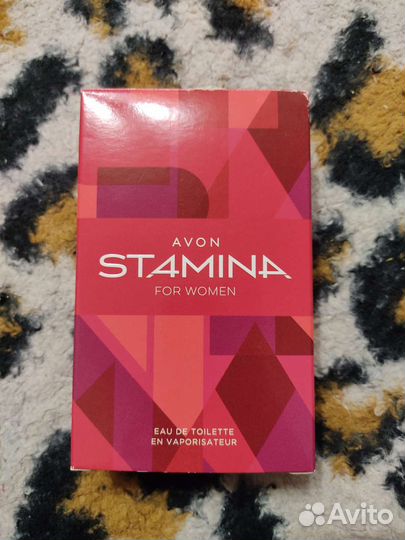 AVON
STAMINA
FOR WOMEN
EAU DE TOILETTE
EN VAPORISATEUR
Avito